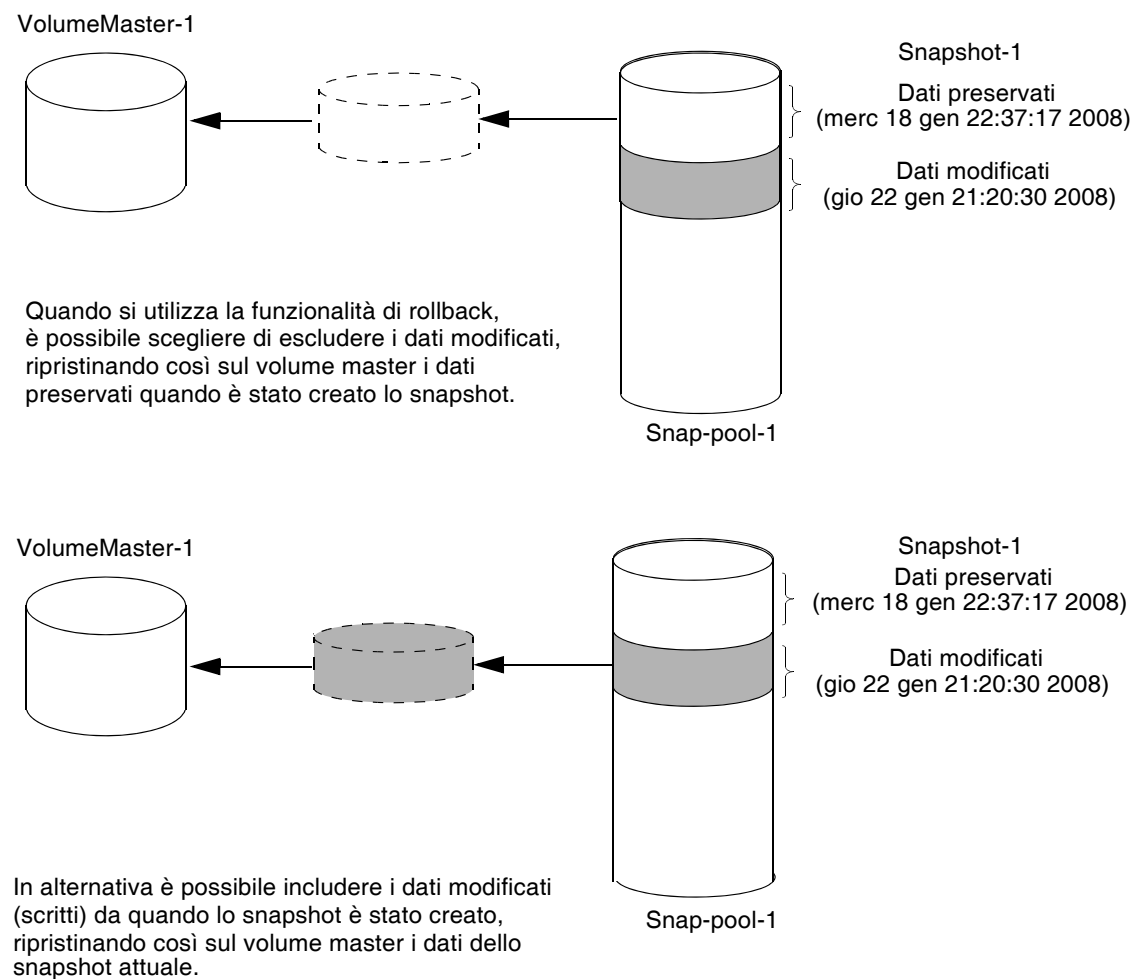 VolumeMaster-1
Snapshot-1
Dati preservati
(merc 18 gen 22:37:17 2008)
Dati modificati
(gio 22 gen 21:20:30 2008)
Quando si utilizza la funzionalità di rollback,
è possibile scegliere di escludere i dati modificati,
ripristinando così sul volume master i dati
preservati quando è stato creato lo snapshot.
Snap-pool-1
VolumeMaster-1
Snapshot-1
Dati preservati
(merc 18 gen 22:37:17 2008)
Dati modificati
(gio 22 gen 21:20:30 2008)
In alternativa è possibile includere i dati modificati
(scritti) da quando lo snapshot è stato creato,
ripristinando così sul volume master i dati dello
snapshot attuale.
Snap-pool-1